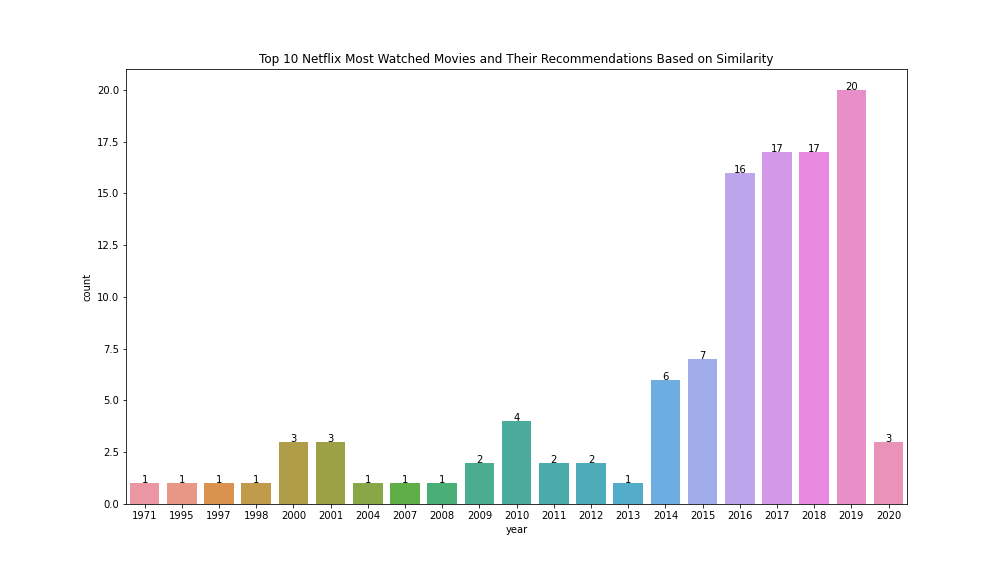 Top 10 Netflix Most Watched Movies and Their Recommendations Based on Similarity
20.0
17.5
15.0
12.5
10.0
7.5
5.0
2.5
0.0
count
1 1 1 1 3 3 1 1 1 2 4 2 2 1 6 7 16 17 17 20 3
1971 1995 1997 1998 2000 2001 2004 2007 2008 2009 2010 2011 2012 2013 2014 2015 2016 2017 2018 2019 2020
year